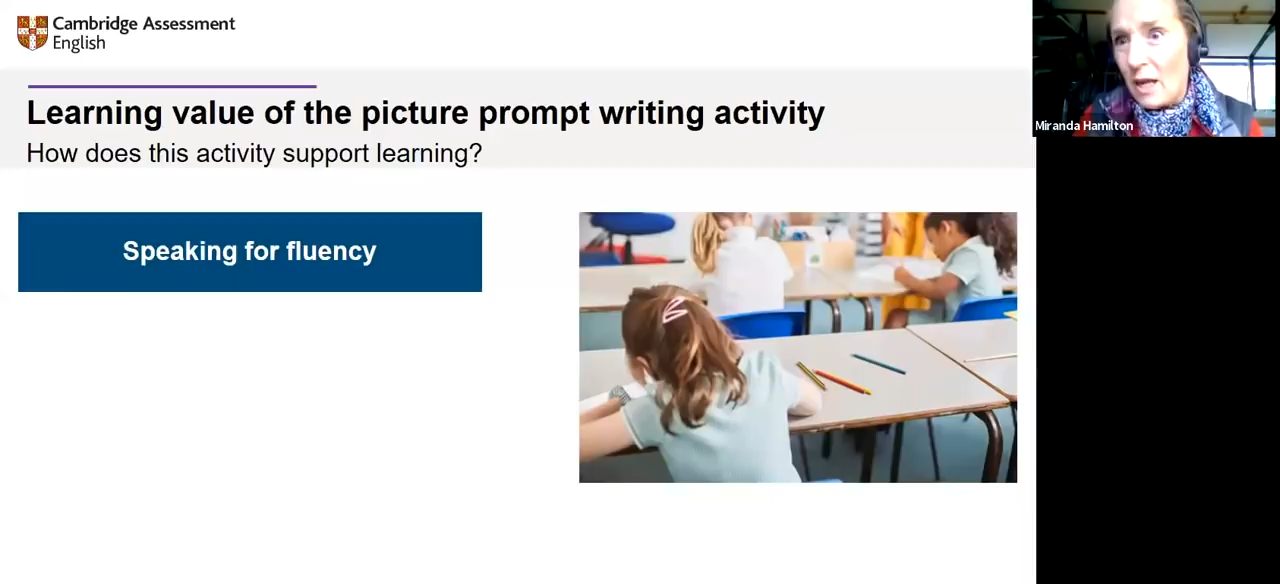 Cambridge Assessment
English
Learning value of the picture prompt writing activity
How does this activity support learning?
Speaking for fluency
Miranda Hamilton